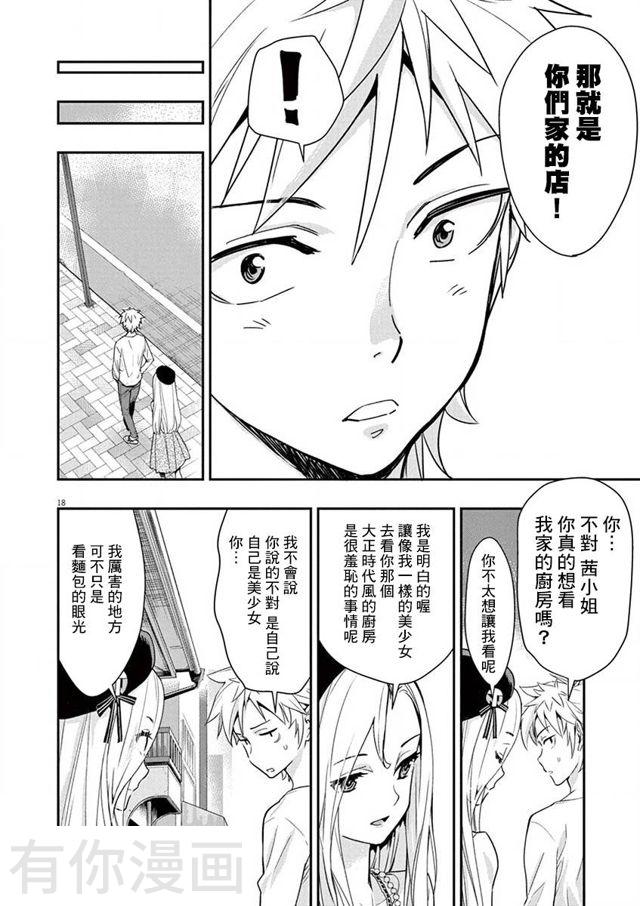 那就是
你們家的店！
！
18
你…
不對 茜小姐
你真的想看
我家的廚房嗎？
你不太想讓我看呢
我是明白的喔
讓像我一樣的美少女
去看你那個
大正時代風的廚房
是很羞恥的事情呢
我不會說
你說的不對 是自己說
自己是美少女
你…
我厲害的地方
可不只是
看麵包的眼光
有你漫画